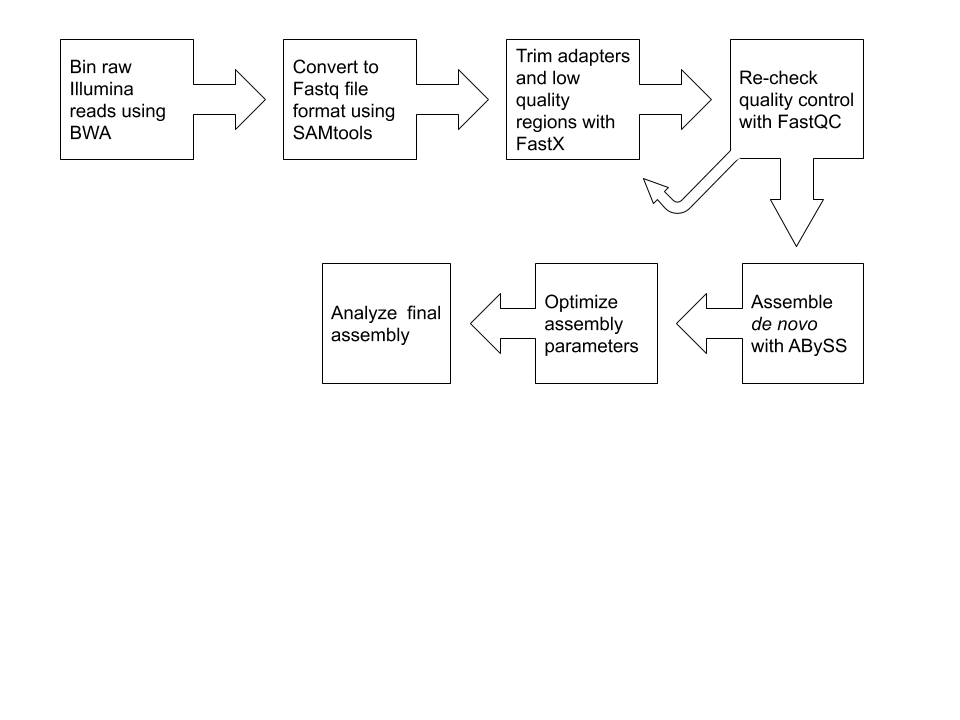 Bin raw
Illumina
reads using
BWA
Convert to
Fastq file
format using
SAMtools
Trim adapters
and low
quality
regions with
FastX
Re-check
quality control
with FastQC
Assemble
de novo
with ABySS
Optimize
assembly
parameters
Analyze final
assembly